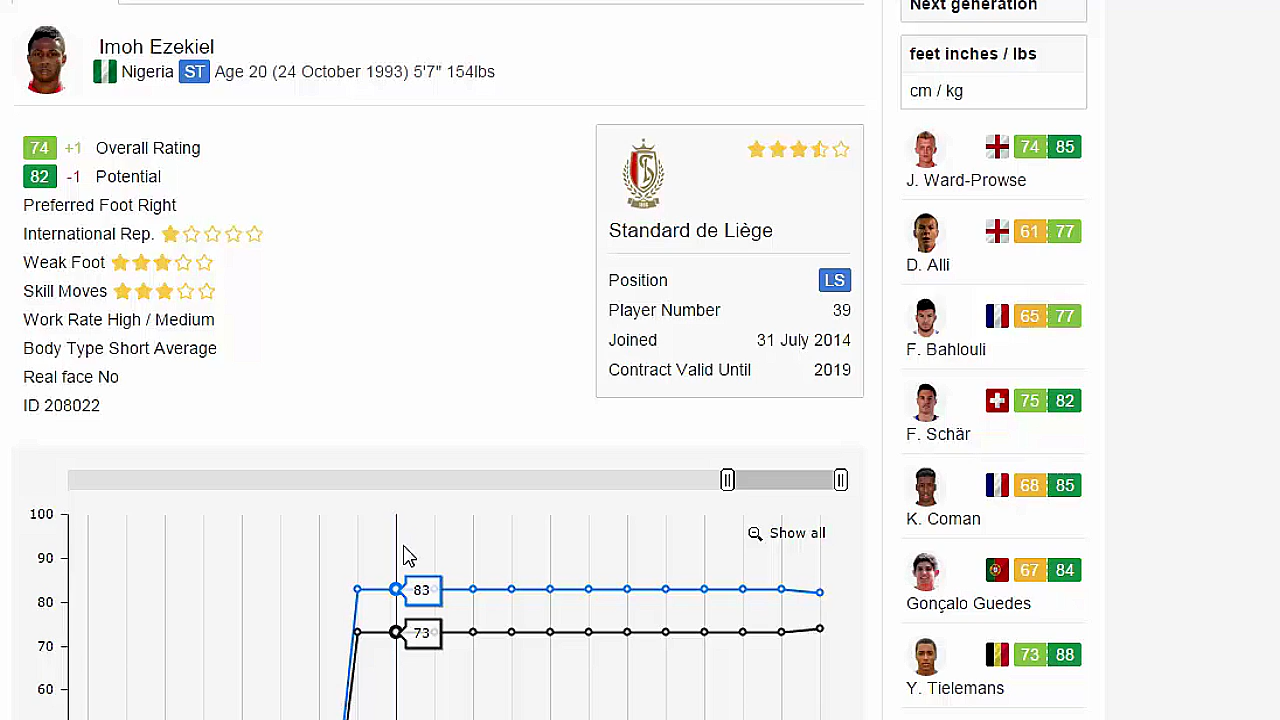 Next generation
feet inches / lbs
cm / kg
Imoh Ezekiel
Nigeria ST Age 20 (24 October 1993) 5'7" 154lbs
74 +1 Overall Rating
82 -1 Potential
Preferred Foot Right
International Rep.
Weak Foot
Skill Moves
Work Rate High / Medium
Body Type Short Average
Real face No
ID 208022
Standard de Liège
Position LS
Player Number 39
Joined 31 July 2014
Contract Valid Until 2019
74 85
J. Ward-Prowse
61 77
D. Alli
65 77
F. Bahlouli
75 82
F. Schär
68 85
K. Coman
67 84
Gonçalo Guedes
73 88
Y. Tielemans
Show all
100
90
80
70
60
83
73